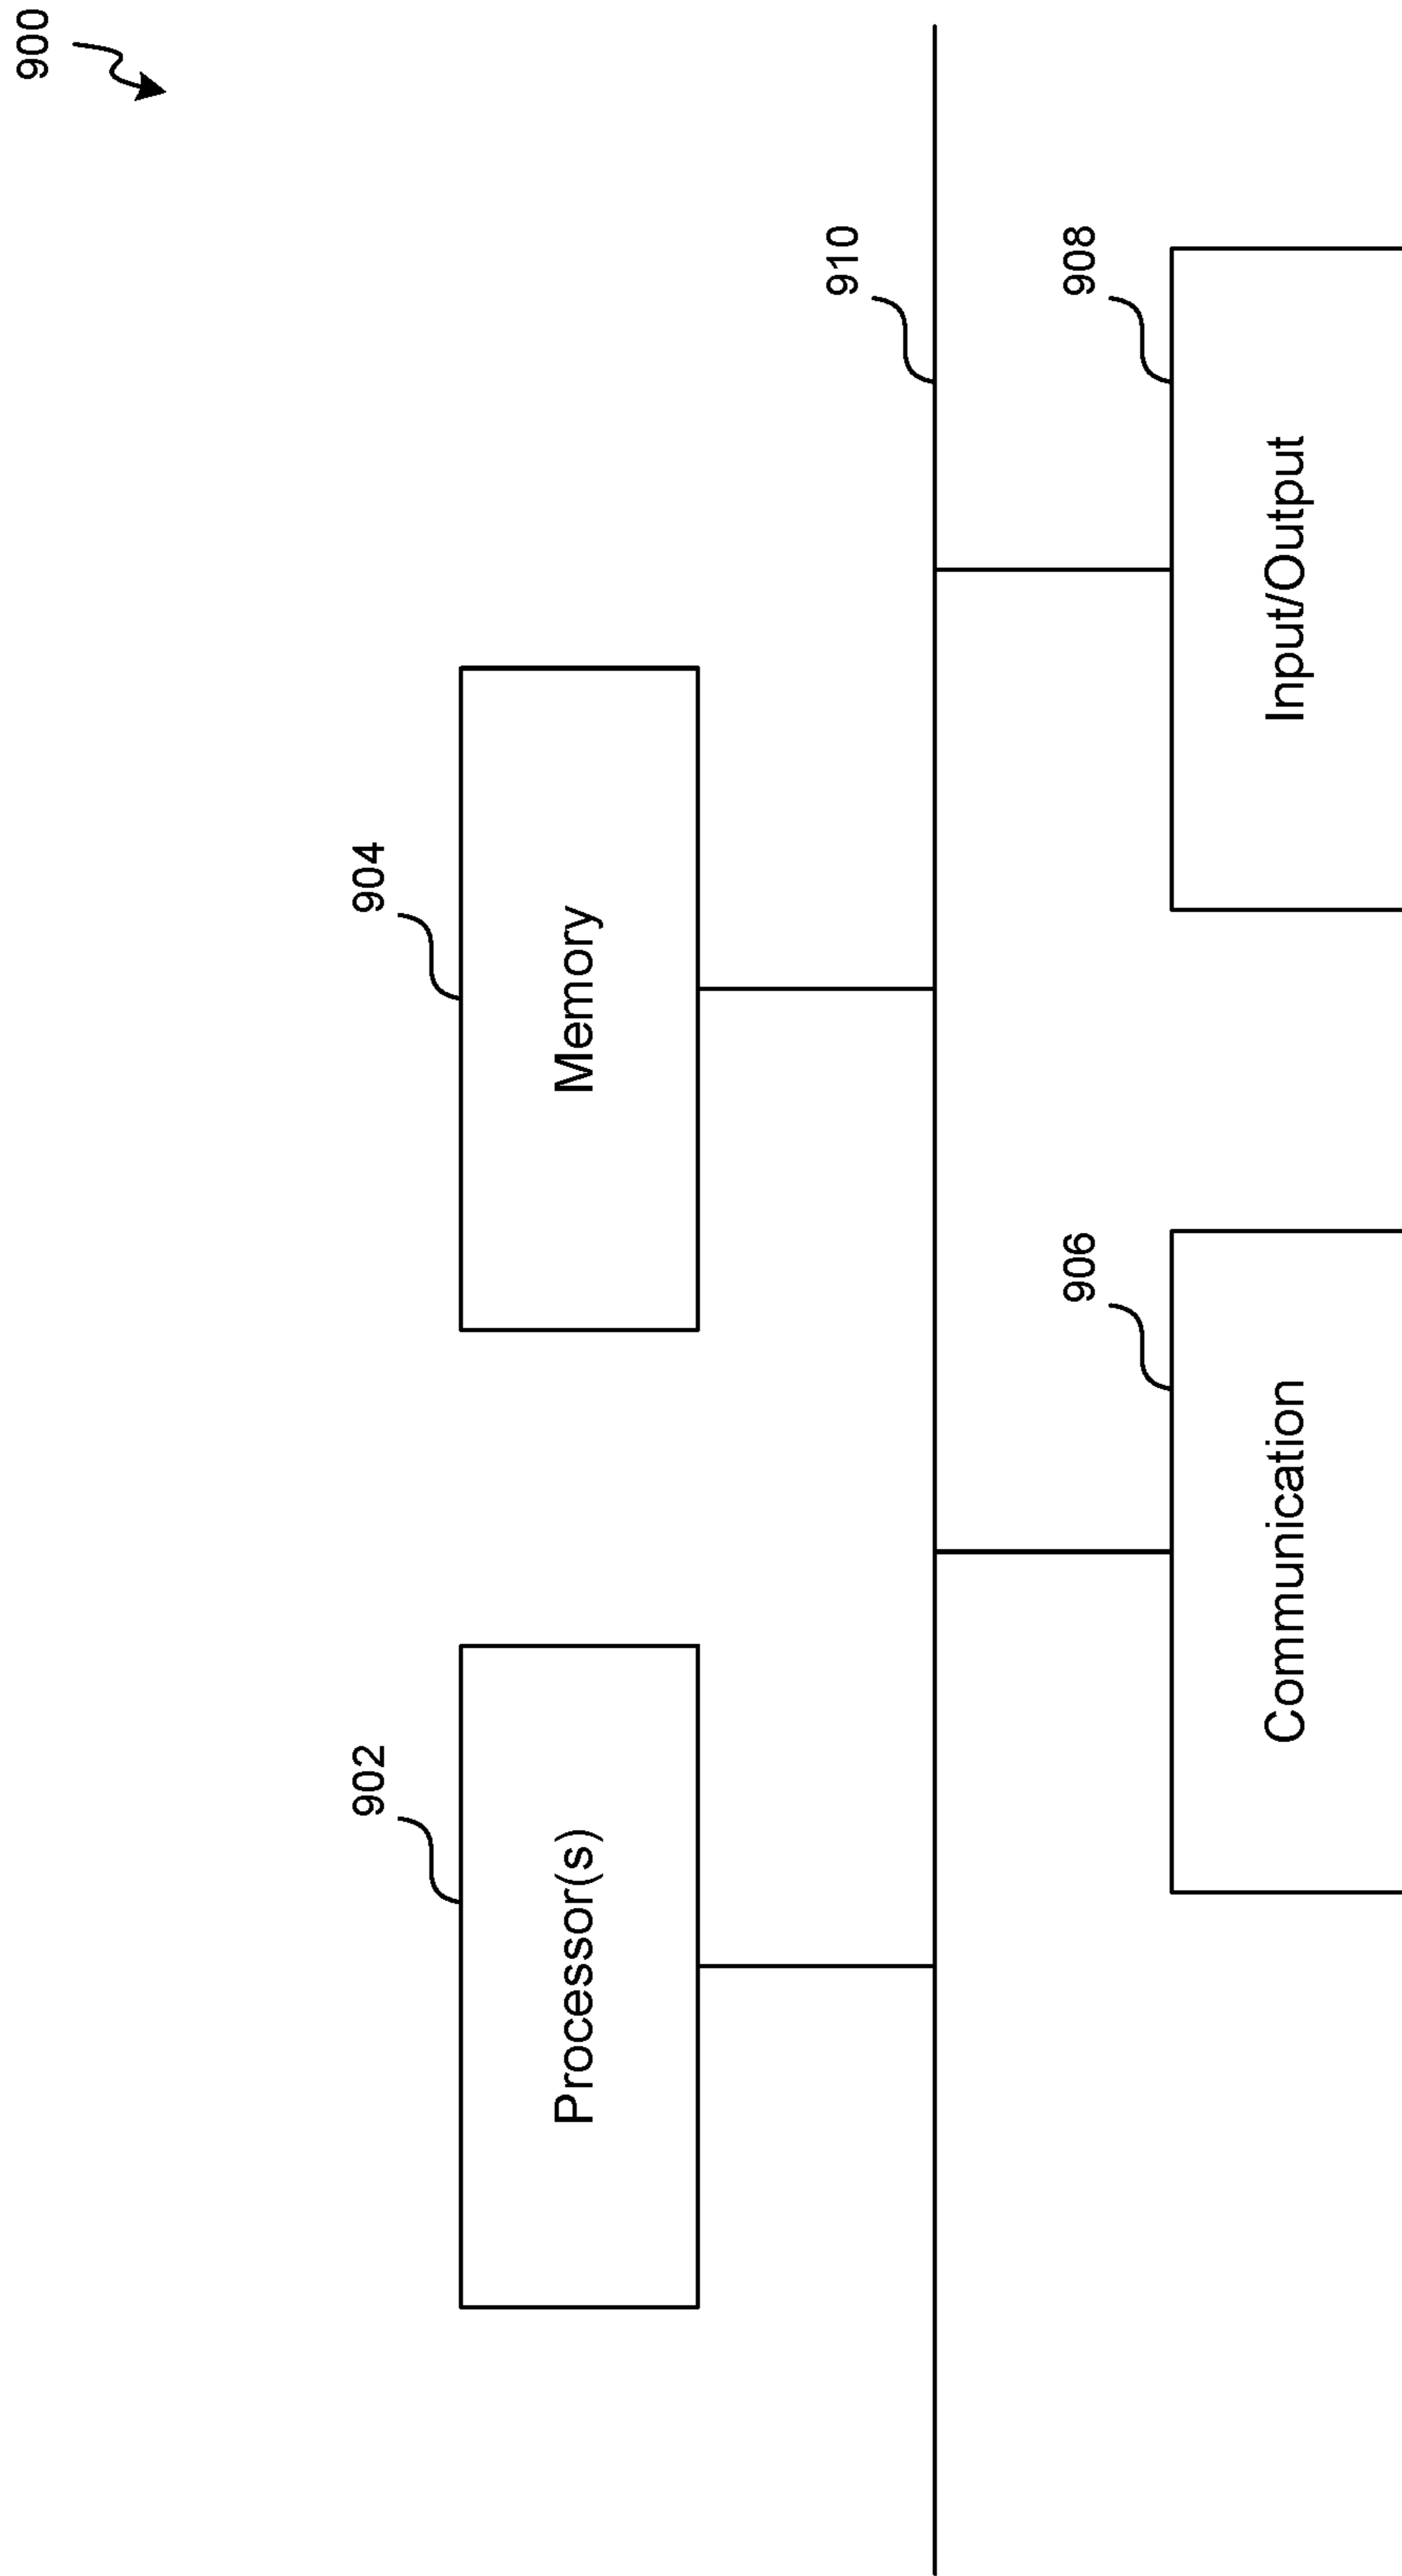 900
902
Processor(s)
904
Memory
910
906
Communication
908
Input/Output